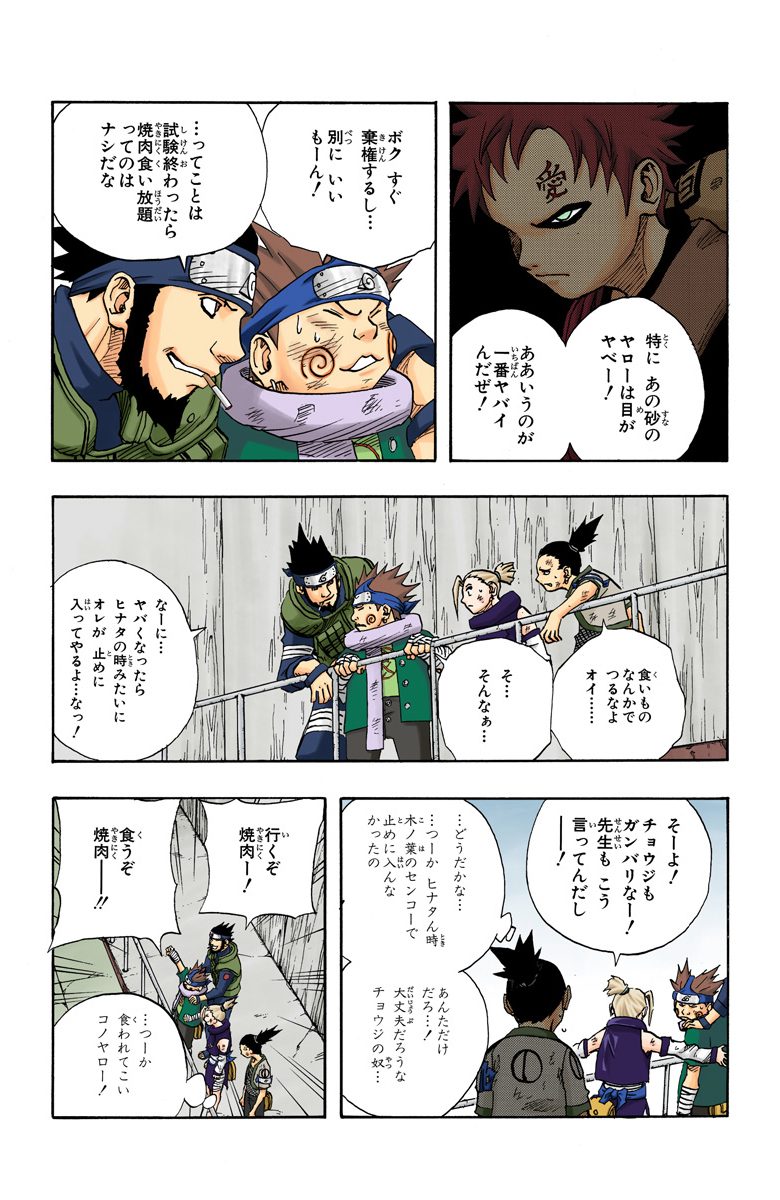 愛
特に あの砂の
ヤローは目が
ヤベー！
ああいうのが
一番ヤバイ
んだぜ！
ボク すぐ
棄権するし…
別に いい
もーん！
…ってことは
試験終わったら
焼肉食い放題
ってのは
ナシだな
食いもの
なんかで
つるなよ
オイ……
そ…
そんなぁ…
なーに…
ヤバくなったら
ヒナタの時みたいに
オレが 止めに
入ってやるよ…なっ！
そーよ！
チョウジも
ガンバリなー！
先生も こう
言ってんだし
ー！
…どうだかな…
…つーか ヒナタん時
木ノ葉のセンコーで
止めに入んな
かったの
あんただけ
だろ…！
大丈夫だろうな
チョウジの奴…
行くぞ
焼肉ー！
食うぞ
焼肉――!!
…つーか
食われてこい
コノヤロー！